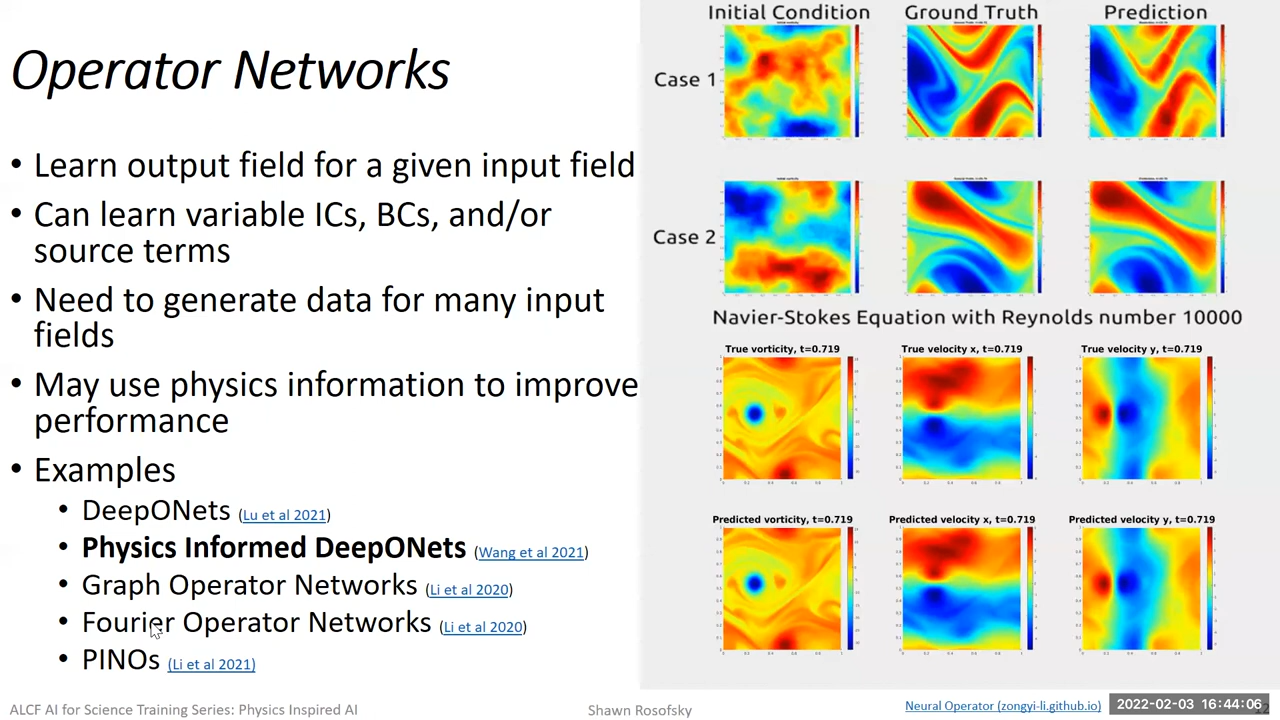 Operator Networks
• Learn output field for a given input field
• Can learn variable ICs, BCs, and/or
source terms
• Need to generate data for many input
fields
• May use physics information to improve
performance
• Examples
• DeepONets (Lu et al 2021)
• Physics Informed DeepONets (Wang et al 2021)
• Graph Operator Networks (Li et al 2020)
• Fourier Operator Networks (Li et al 2020)
• PINOs (Li et al 2021)
Initial Condition Ground Truth Prediction
Case 1
Case 2
Navier-Stokes Equation with Reynolds number 10000
True vorticity, t=0.719 True velocity x, t=0.719 True velocity y, t=0.719
Predicted vorticity, t=0.719 Predicted velocity x, t=0.719 Predicted velocity y, t=0.719
ALCF AI for Science Training Series: Physics Inspired AI Shawn Rosofsky Neural Operator (zongyi-li.github.io) 2022-02-03 16:44:06